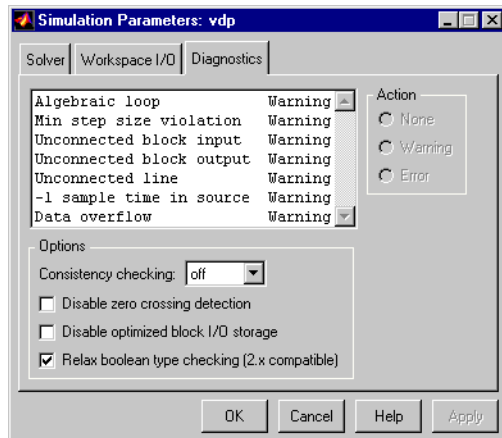 Simulation Parameters: vdp
Solver Workspace I/O Diagnostics
Algebraic loop Warning
Min step size violation Warning
Unconnected block input Warning
Unconnected block output Warning
Unconnected line Warning
-1 sample time in source Warning
Data overflow Warning
Action
None
Warning
Error
Options
Consistency checking: off
Disable zero crossing detection
Disable optimized block I/O storage
Relax boolean type checking (2.x compatible)
OK Cancel Help Apply